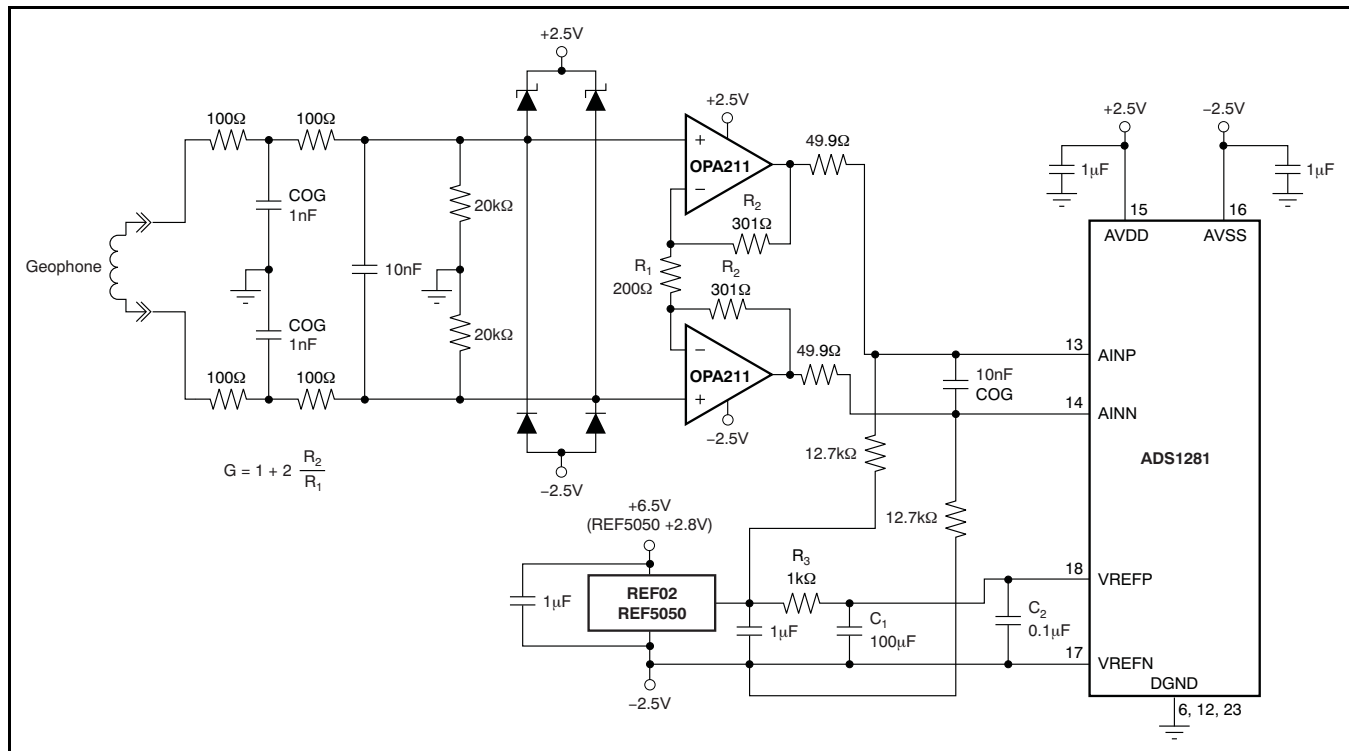 +2.5V
100Ω
100Ω
COG
1nF
Geophone
COG
1nF
100Ω
100Ω
10nF
20kΩ
20kΩ
−2.5V
G = 1 + 2 R2/R1
+2.5V
+
OPA211
−
R2
301Ω
R1
200Ω
R2
301Ω
−
OPA211
+
−2.5V
49.9Ω
49.9Ω
12.7kΩ
12.7kΩ
10nF
COG
+2.5V
−2.5V
1µF
1µF
15
16
AVDD
AVSS
13
AINP
14
AINN
ADS1281
18
VREFP
17
VREFN
DGND
6, 12, 23
+6.5V
(REF5050 +2.8V)
1µF
REF02
REF5050
R3
1kΩ
1µF
C1
100µF
C2
0.1µF
−2.5V